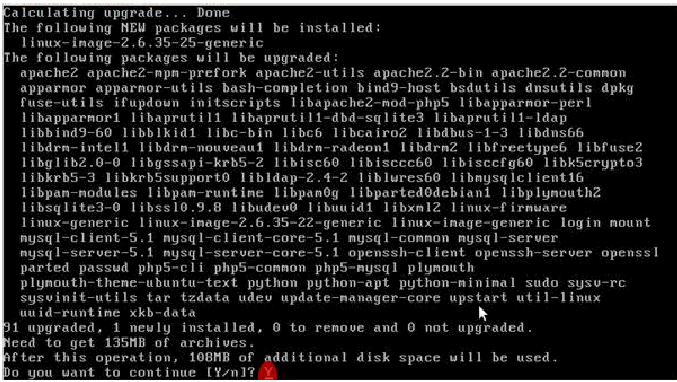 Calculating upgrade... Done
The following NEW packages will be installed:
linux-image-2.6.35-25-generic
The following packages will be upgraded:
apache2 apache2-mpm-prefork apache2-utils apache2.2-bin apache2.2-common
apparmor apparmor-utils bash-completion bind9-host bsdutils dnsutils dpkg
fuse-utils ifupdown initscripts libapache2-mod-php5 libapparmor-perl
libapparmor1 libaprutil1 libaprutil1-dbd-sqlite3 libaprutil1-ldap
libbind9-60 libblkid1 libc-bin libc6 libcairo2 libdbus-1-3 libdns66
libdrm-intel1 libdrm-nouveau1 libdrm-radeon1 libdrm2 libfreetype6 libfuse2
libglib2.0-0 libgssapi-krb5-2 libisc60 libisccc60 libisccfg60 libk5crypto3
libkrb5-3 libkrb5support0 libldap-2.4-2 liblwres60 libmysqlclient16
libpam-modules libpam-runtime libpam0g libparted0debian1 libplymouth2
libsqlite3-0 libssl0.9.8 libudev0 libuuid1 libxml2 linux-firmware
linux-generic linux-image-2.6.35-22-generic linux-image-generic login mount
mysql-client-5.1 mysql-client-core-5.1 mysql-common mysql-server
mysql-server-5.1 mysql-server-core-5.1 openssh-client openssh-server openssl
parted passwd php5-cli php5-common php5-mysql plymouth
plymouth-theme-ubuntu-text python python-apt python-minimal sudo sysv-rc
sysvinit-utils tar tzdata udev update-manager-core upstart util-linux
uuid-runtime xkb-data
91 upgraded, 1 newly installed, 0 to remove and 0 not upgraded.
Need to get 135MB of archives.
After this operation, 108MB of additional disk space will be used.
Do you want to continue [Y/n]? Y